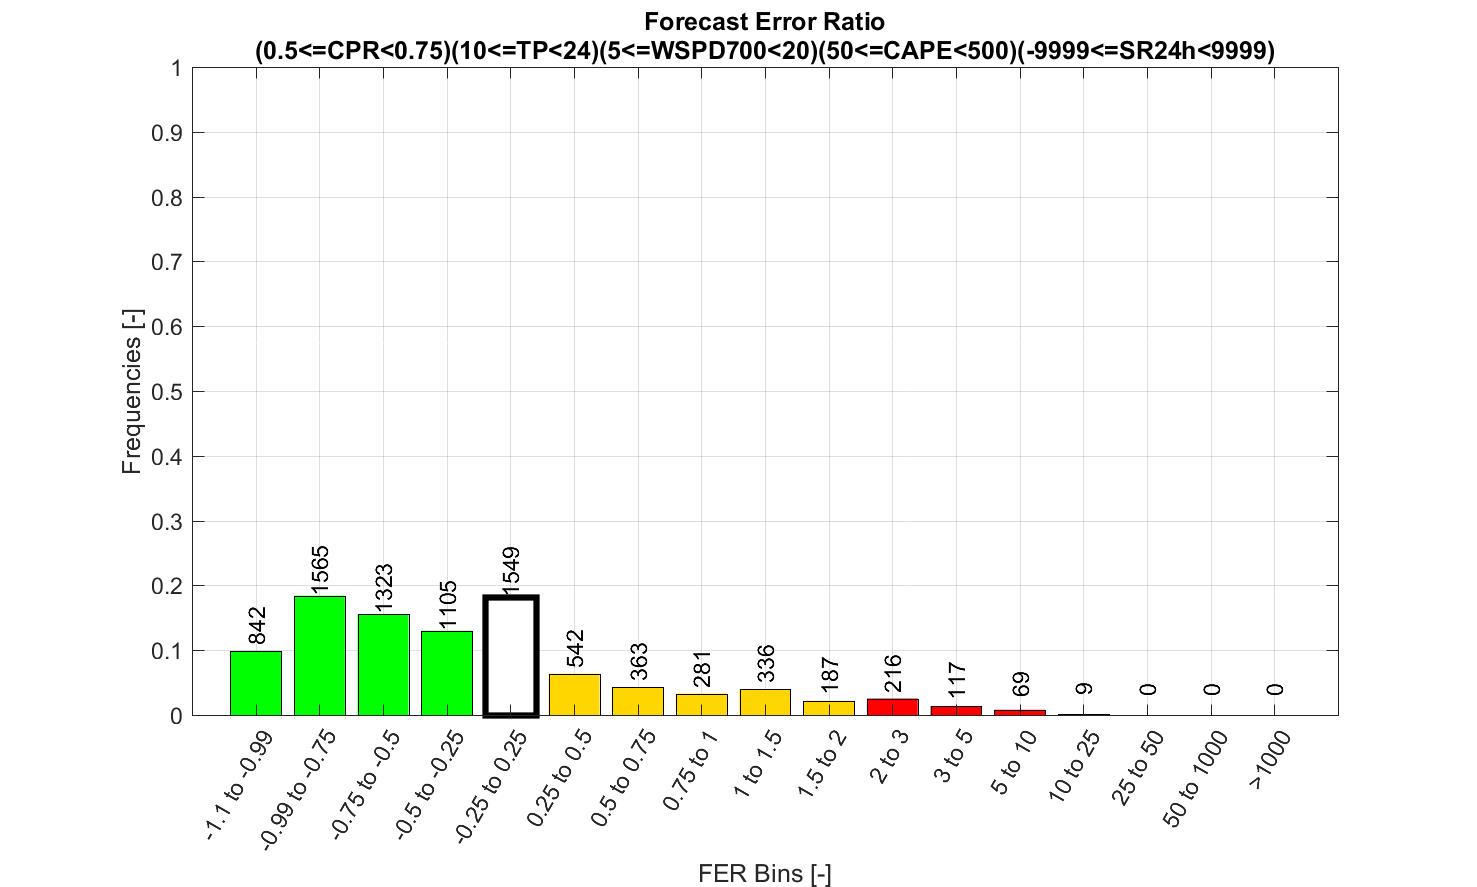 Forecast Error Ratio
(0.5<=CPR<0.75)(10<=TP<24)(5<=WSPD700<20)(50<=CAPE<500)(-9999<=SR24h<9999)
1
0.9
0.8
0.7
0.6
0.5
0.4
0.3
0.2
0.1
0
Frequencies [-]
842
1565
1323
1105
1549
542
363
281
336
187
216
117
69
9
0
0
0
-1.1 to -0.99
-0.99 to -0.75
-0.75 to -0.5
-0.5 to -0.25
-0.25 to 0.25
0.25 to 0.5
0.5 to 0.75
0.75 to 1
1 to 1.5
1.5 to 2
2 to 3
3 to 5
5 to 10
10 to 25
25 to 50
50 to 1000
>1000
FER Bins [-]